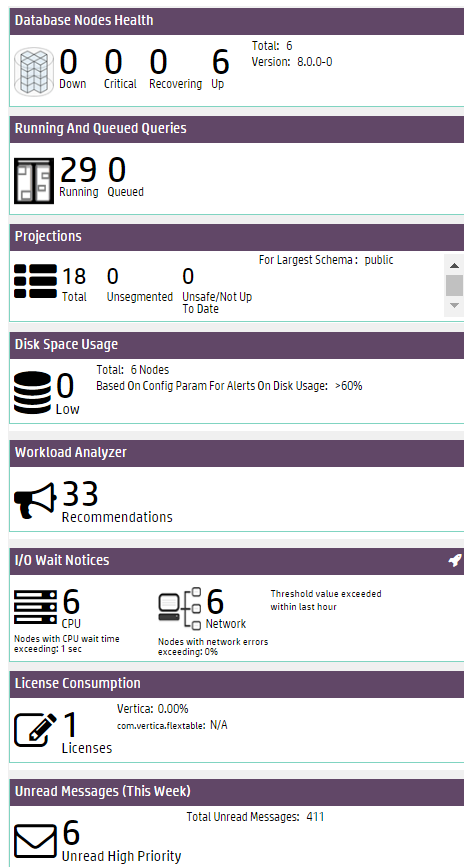 Database Nodes Health
0 0 0 6
Down Critical Recovering Up
Total: 6
Version: 8.0.0-0
Running And Queued Queries
29 0
Running Queued
Projections
18 0 0
Total Unsegmented Unsafe/Not Up
To Date
For Largest Schema : public
Disk Space Usage
0
Low
Total: 6 Nodes
Based On Config Param For Alerts On Disk Usage: >60%
Workload Analyzer
33
Recommendations
I/O Wait Notices
6
CPU
Nodes with CPU wait time
exceeding: 1 sec
6
Network
Nodes with network errors
exceeding: 0%
Threshold value exceeded
within last hour
License Consumption
1
Licenses
Vertica: 0.00%
com.vertica.flextable: N/A
Unread Messages (This Week)
6
Unread High Priority
Total Unread Messages: 411